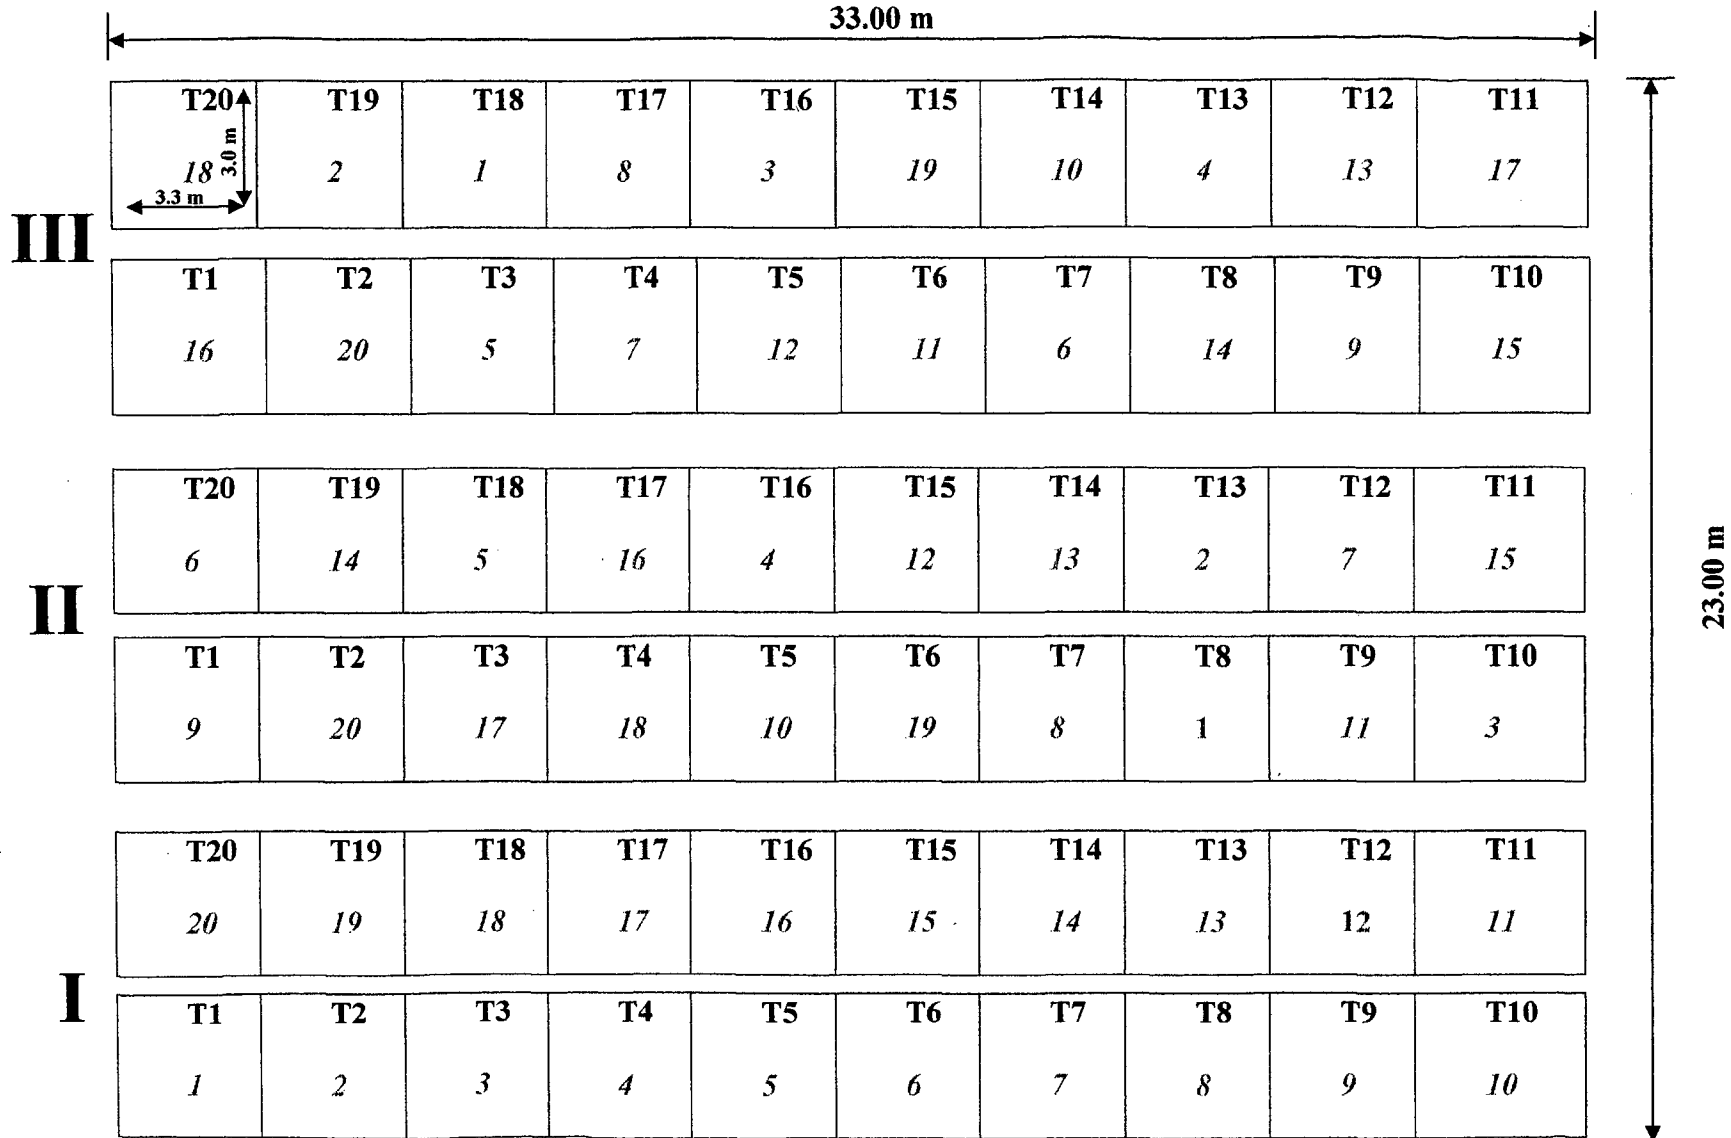 33.00 m
T20 T19 T18 T17 T16 T15 T14 T13 T12 T11
3.0 m
18 2 1 8 3 19 10 4 13 17
3.3 m
III
T1 T2 T3 T4 T5 T6 T7 T8 T9 T10
16 20 5 7 12 11 6 14 9 15
T20 T19 T18 T17 T16 T15 T14 T13 T12 T11
6 14 5 16 4 12 13 2 7 15
23.00 m
II
T1 T2 T3 T4 T5 T6 T7 T8 T9 T10
9 20 17 18 10 19 8 1 11 3
T20 T19 T18 T17 T16 T15 T14 T13 T12 T11
20 19 18 17 16 15 14 13 12 11
I
T1 T2 T3 T4 T5 T6 T7 T8 T9 T10
1 2 3 4 5 6 7 8 9 10